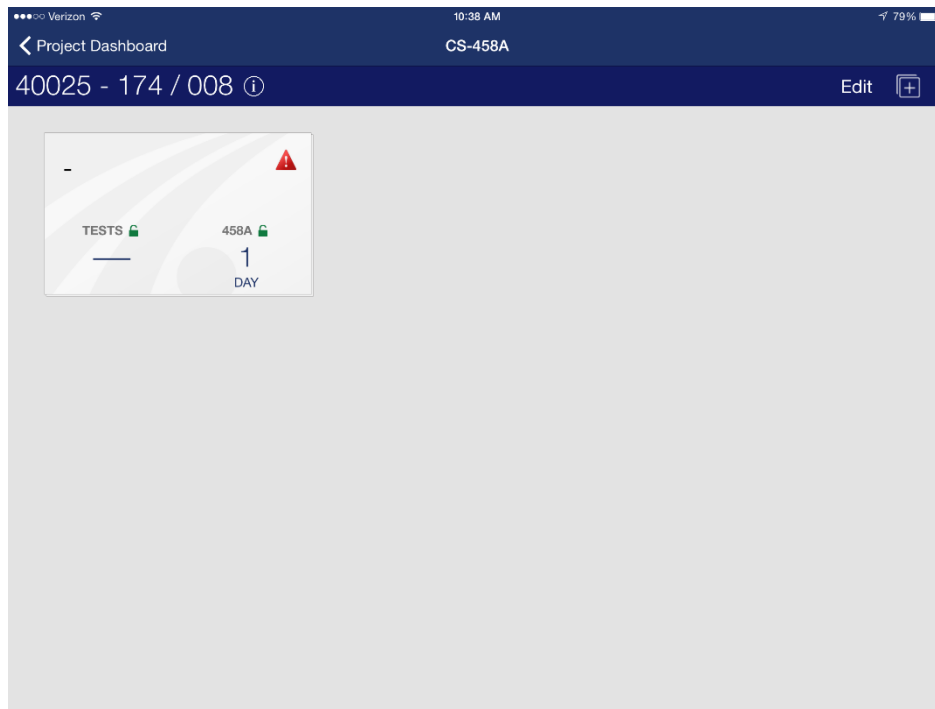 Verizon 10:38 AM 79%
Project Dashboard CS-458A
40025 - 174 / 008 Edit
-
TESTS 458A
— 1
DAY